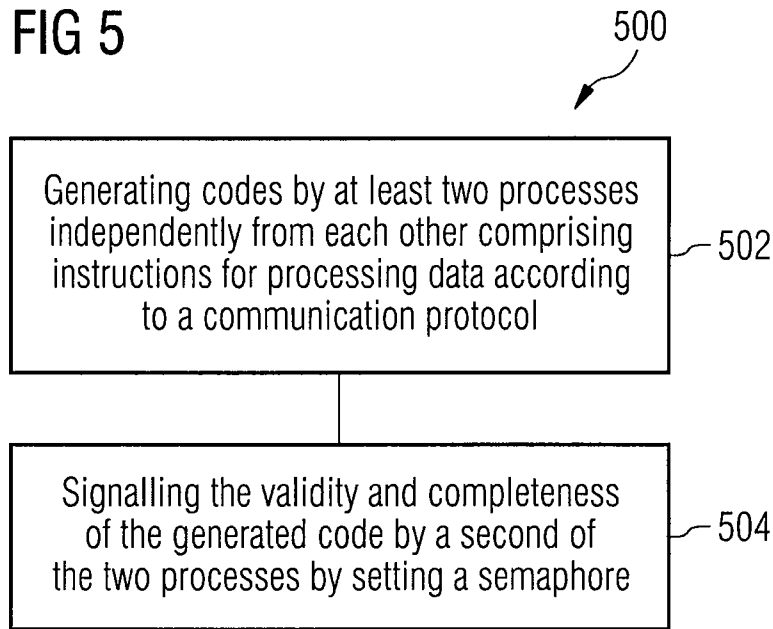 FIG 5
500
Generating codes by at least two processes
independently from each other comprising
instructions for processing data according
to a communication protocol
502
Signalling the validity and completeness
of the generated code by a second of
the two processes by setting a semaphore
504